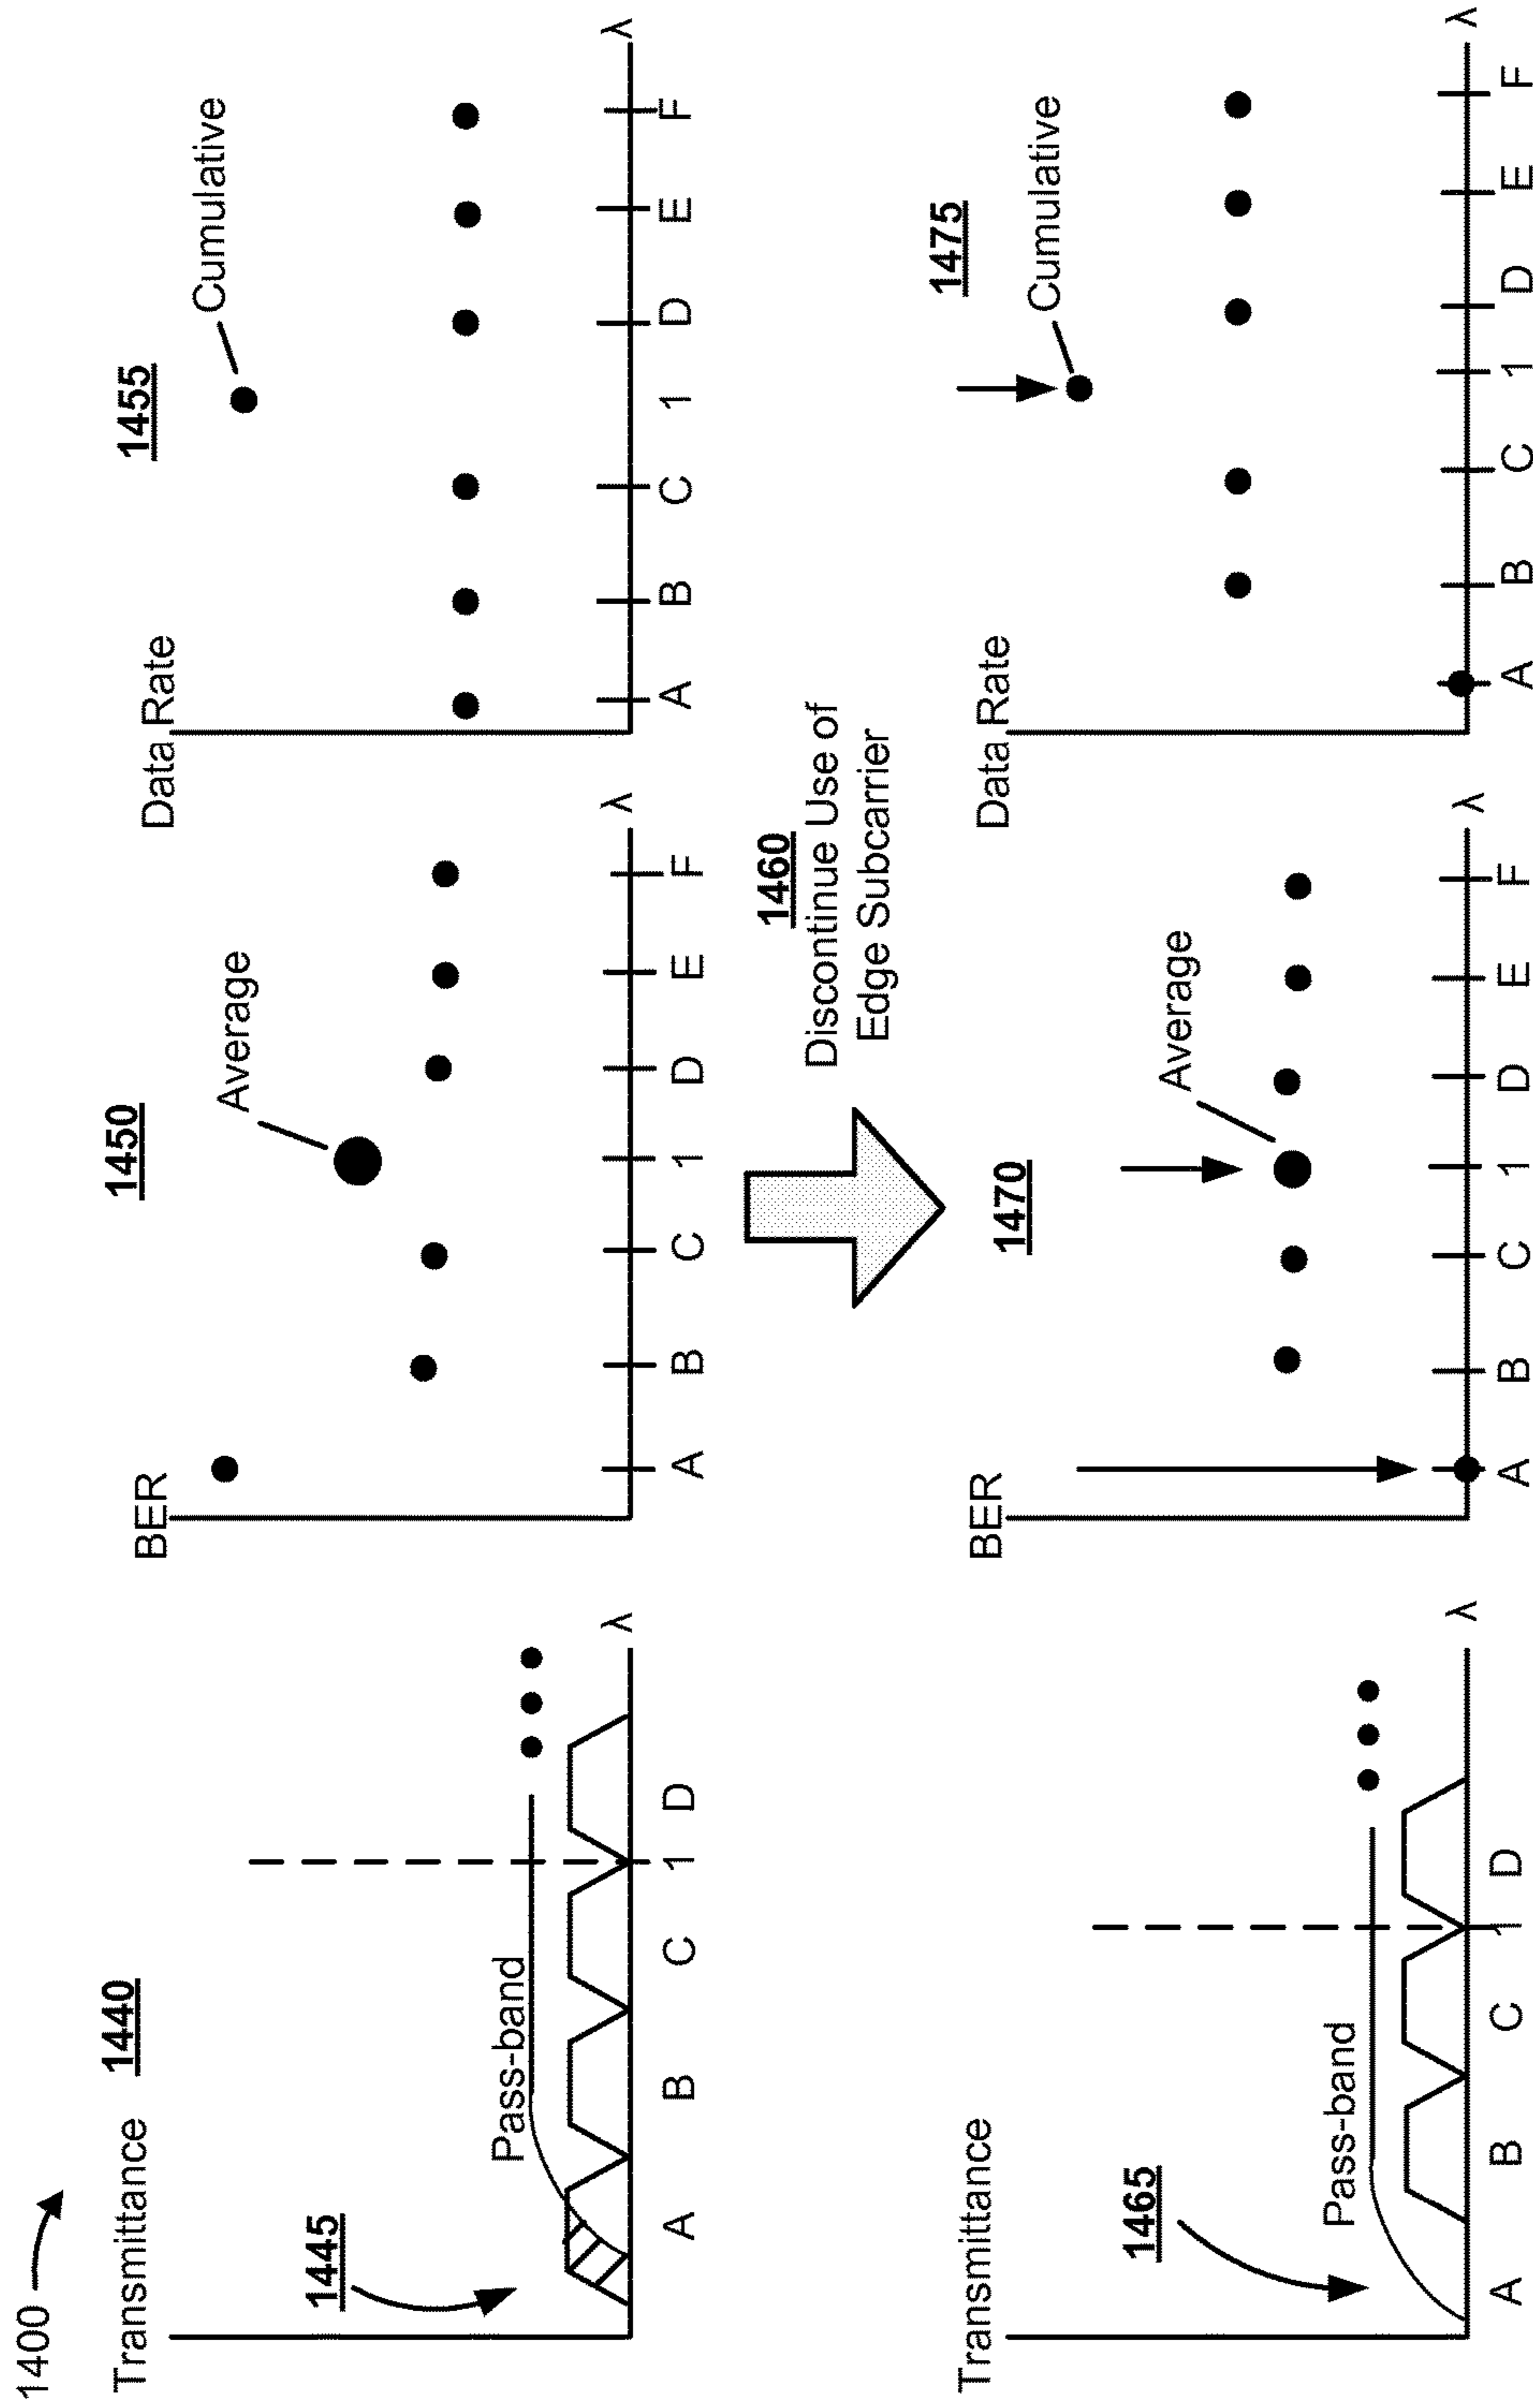 1400
Transmittance
1440
1445
Pass-band
A B C 1 D
λ
BER
1450
Average
A B C 1 D E F
λ
Data Rate
1455
Cumulative
A B C 1 D E F
λ
1460
Discontinue Use of
Edge Subcarrier
Transmittance
1465
Pass-band
A B C 1 D
λ
BER
1470
Average
A B C 1 D E F
λ
Data Rate
1475
Cumulative
A B C 1 D E F
λ